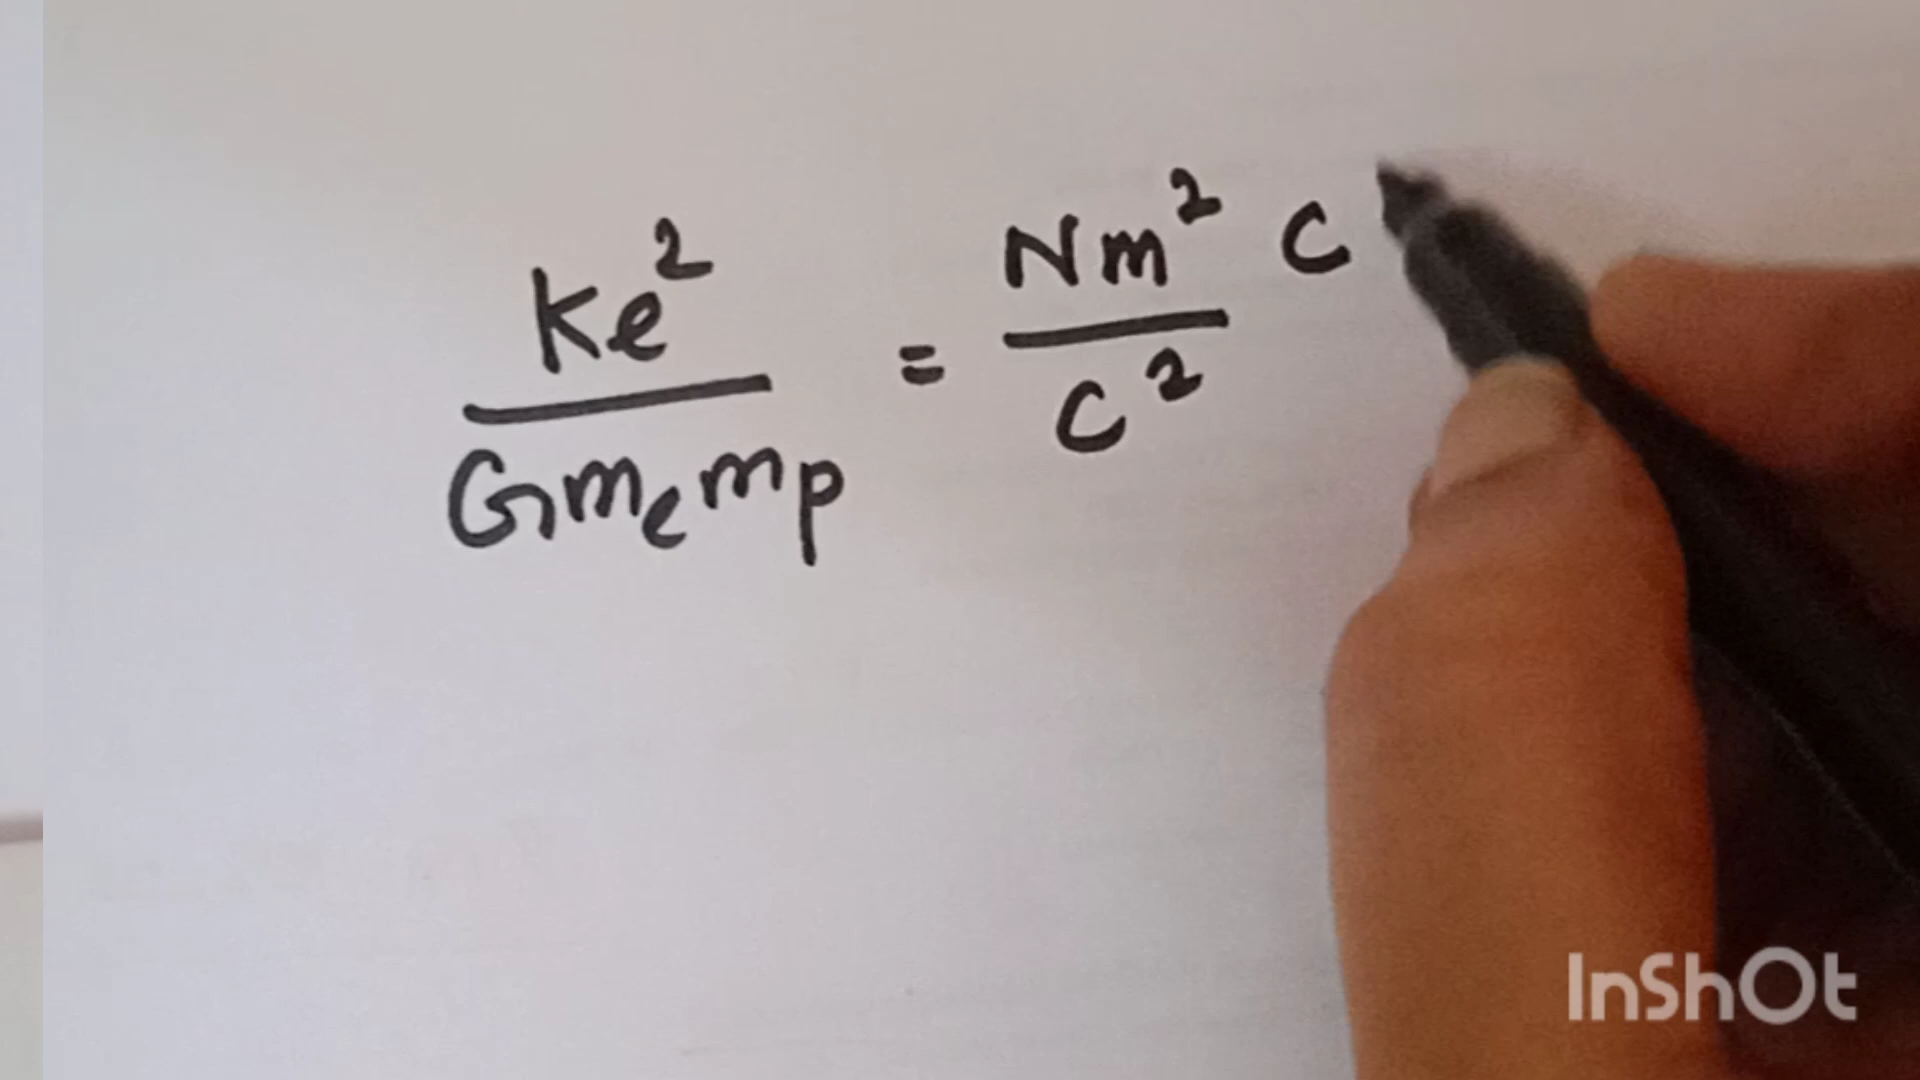 Ke² / Gmₑmp = Nm² / C² C
InShOt